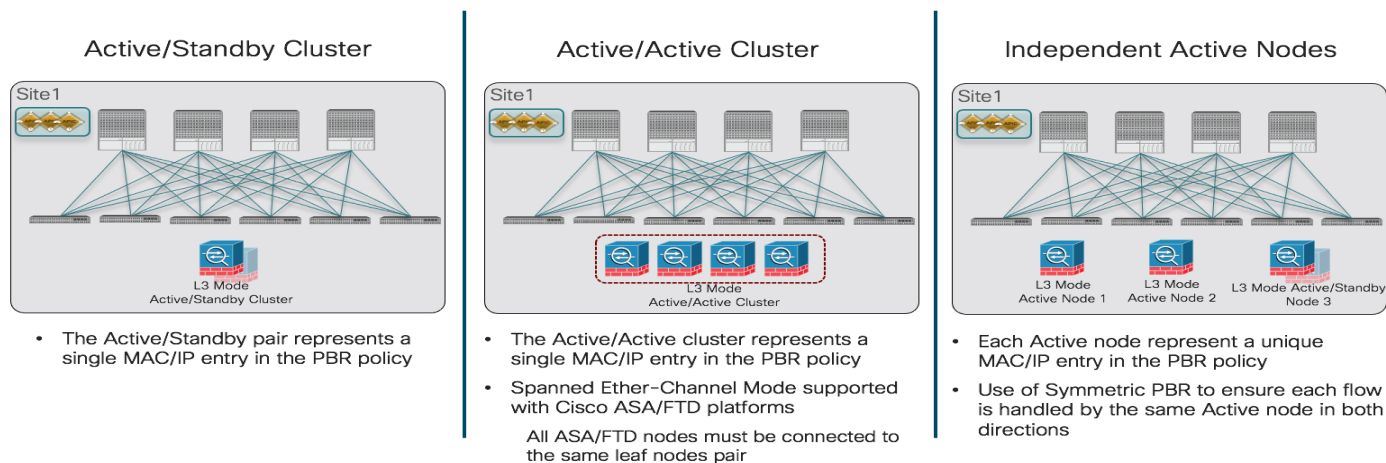 Active/Standby Cluster
Site1
L3 Mode
Active/Standby Cluster
• The Active/Standby pair represents a
single MAC/IP entry in the PBR policy
Active/Active Cluster
Site1
L3 Mode
Active/Active Cluster
• The Active/Active cluster represents a
single MAC/IP entry in the PBR policy
• Spanned Ether-Channel Mode supported
with Cisco ASA/FTD platforms
All ASA/FTD nodes must be connected to
the same leaf nodes pair
Independent Active Nodes
Site1
L3 Mode
Active Node 1
L3 Mode
Active Node 2
L3 Mode Active/Standby
Node 3
• Each Active node represent a unique
MAC/IP entry in the PBR policy
• Use of Symmetric PBR to ensure each flow
is handled by the same Active node in both
directions